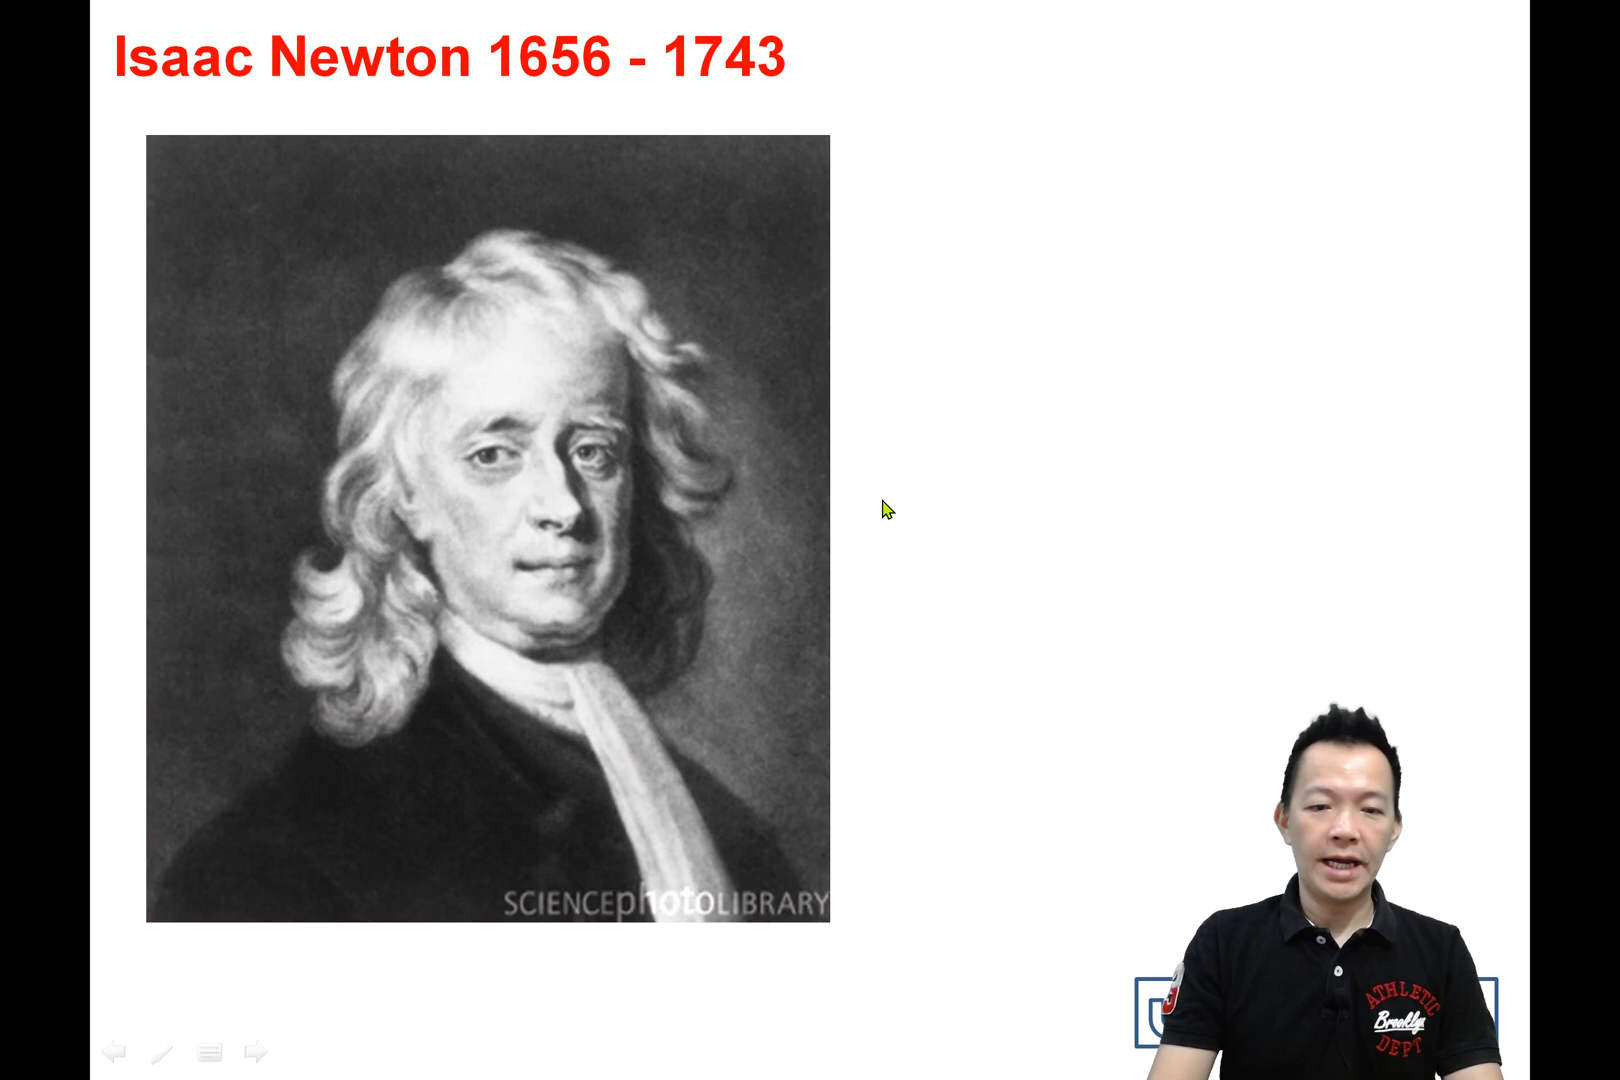 Isaac Newton 1656 - 1743
SCIENCEphotoLIBRARY
ATHLETIC
Brooklyn
DEPT